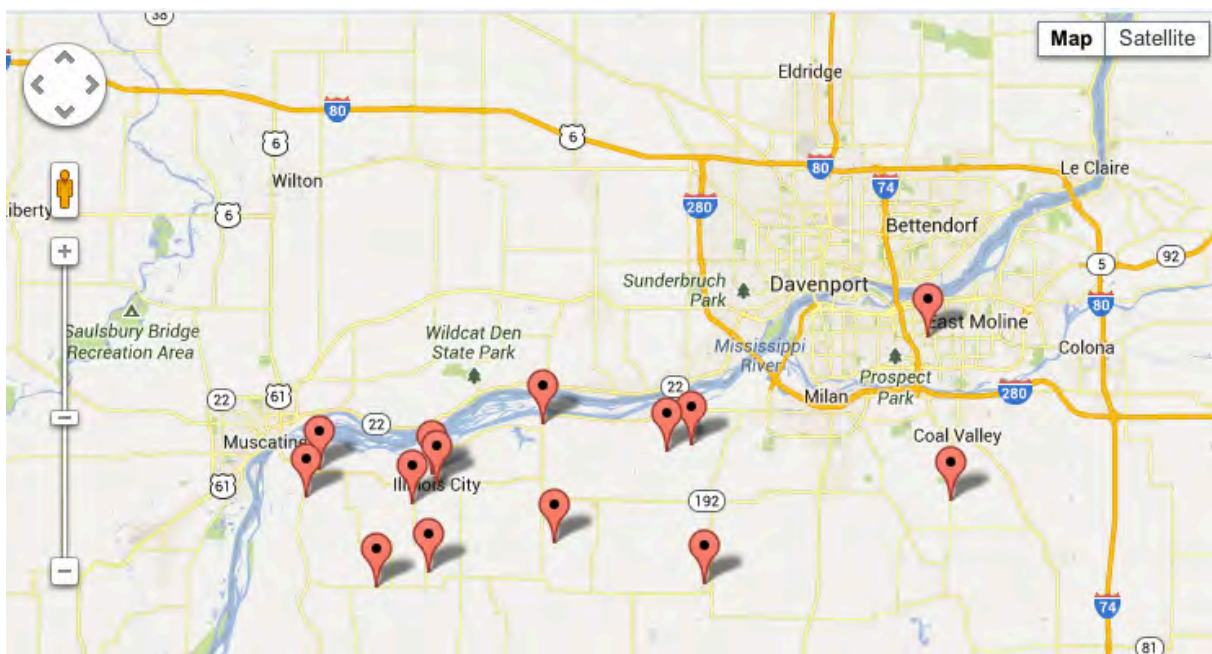 38
Map
Satellite
Eldridge
80
6
6
80
Le Claire
Wilton
74
280
Liberty
6
Bettendorf
92
5
Sunderbruch
Park
Davenport
80
Saulsbury Bridge
Recreation Area
Wildcat Den
State Park
East Moline
Mississippi
River
Colona
Prospect
Park
22
22
61
Milan
280
22
Muscatine
Coal Valley
61
Illinois City
192
74
81